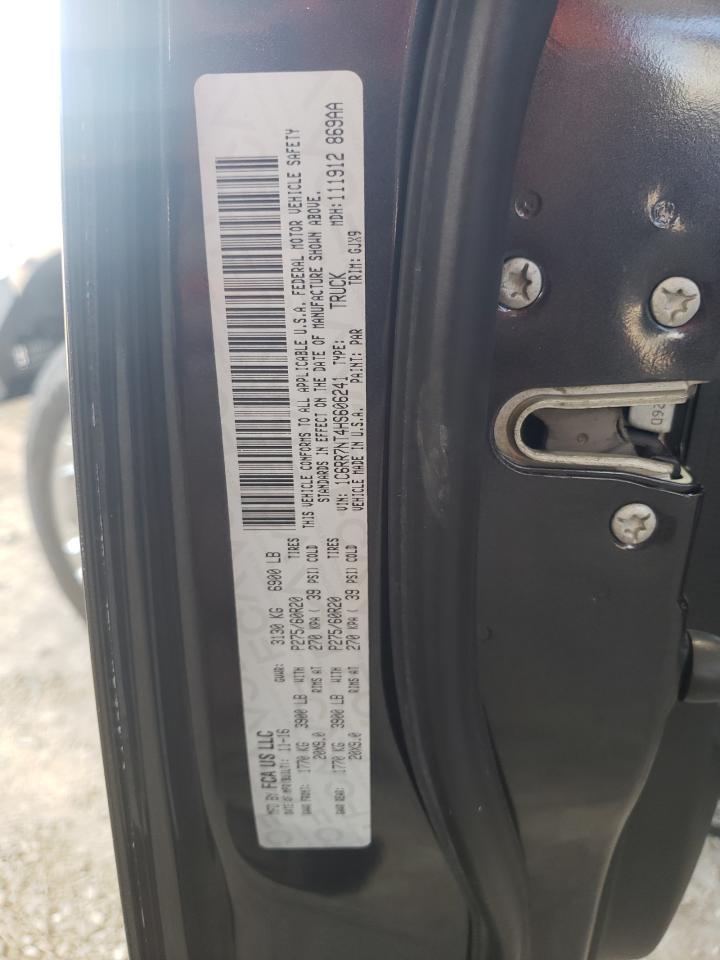 MFD BY FCA US LLC
DATE OF MFR/BUILT: 11-16
GVWR: 3130 KG 6900 LB
GAWR FRONT: 1770 KG 3900 LB WITH P275/60R20 TIRES
20X9.0 RIMS AT 270 KPA ( 39 PSI) COLD
GAWR REAR: 1770 KG 3900 LB WITH P275/60R20 TIRES
20X9.0 RIMS AT 270 KPA ( 39 PSI) COLD
THIS VEHICLE CONFORMS TO ALL APPLICABLE U.S.A. FEDERAL MOTOR VEHICLE SAFETY
STANDARDS IN EFFECT ON THE DATE OF MANUFACTURE SHOWN ABOVE.
VIN: 1C6RR7NT4HS606241 TYPE: TRUCK MDH: 111912 869AA
VEHICLE MADE IN U.S.A. PAINT: PAR TRIM: GJX9